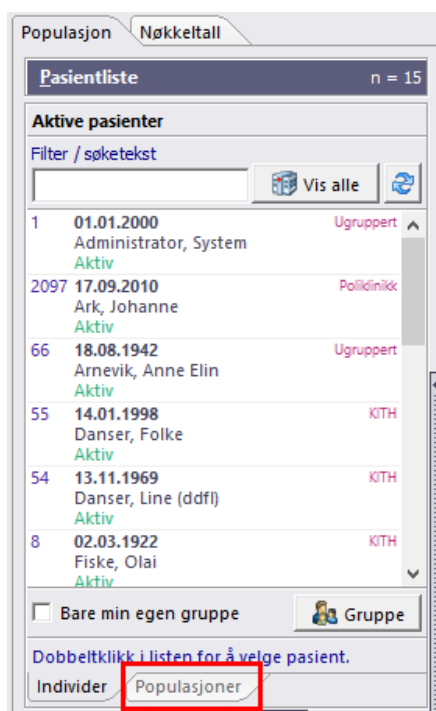 Populasjon Nøkkeltall
Pasientliste n = 15
Aktive pasienter
Filter / søketekst
Vis alle
1 01.01.2000 Ugruppert
Administrator, System
Aktiv
2097 17.09.2010 Poliklinikk
Ark, Johanne
Aktiv
66 18.08.1942 Ugruppert
Arnevik, Anne Elin
Aktiv
55 14.01.1998 KITH
Danser, Folke
Aktiv
54 13.11.1969 KITH
Danser, Line (ddfl)
Aktiv
8 02.03.1922 KITH
Fiske, Olai
Aktiv
Bare min egen gruppe Gruppe
Dobbeltklikk i listen for å velge pasient.
Individer Populasjoner